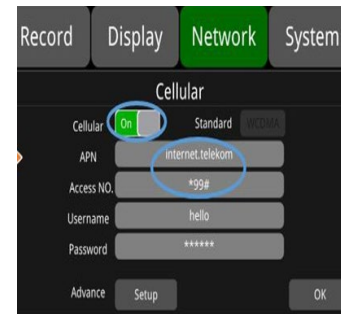 Record Display Network System
Cellular
Cellular On Standard WCDMA
APN internet.telekom
Access NO. *99#
Username hello
Password ******
Advance Setup OK